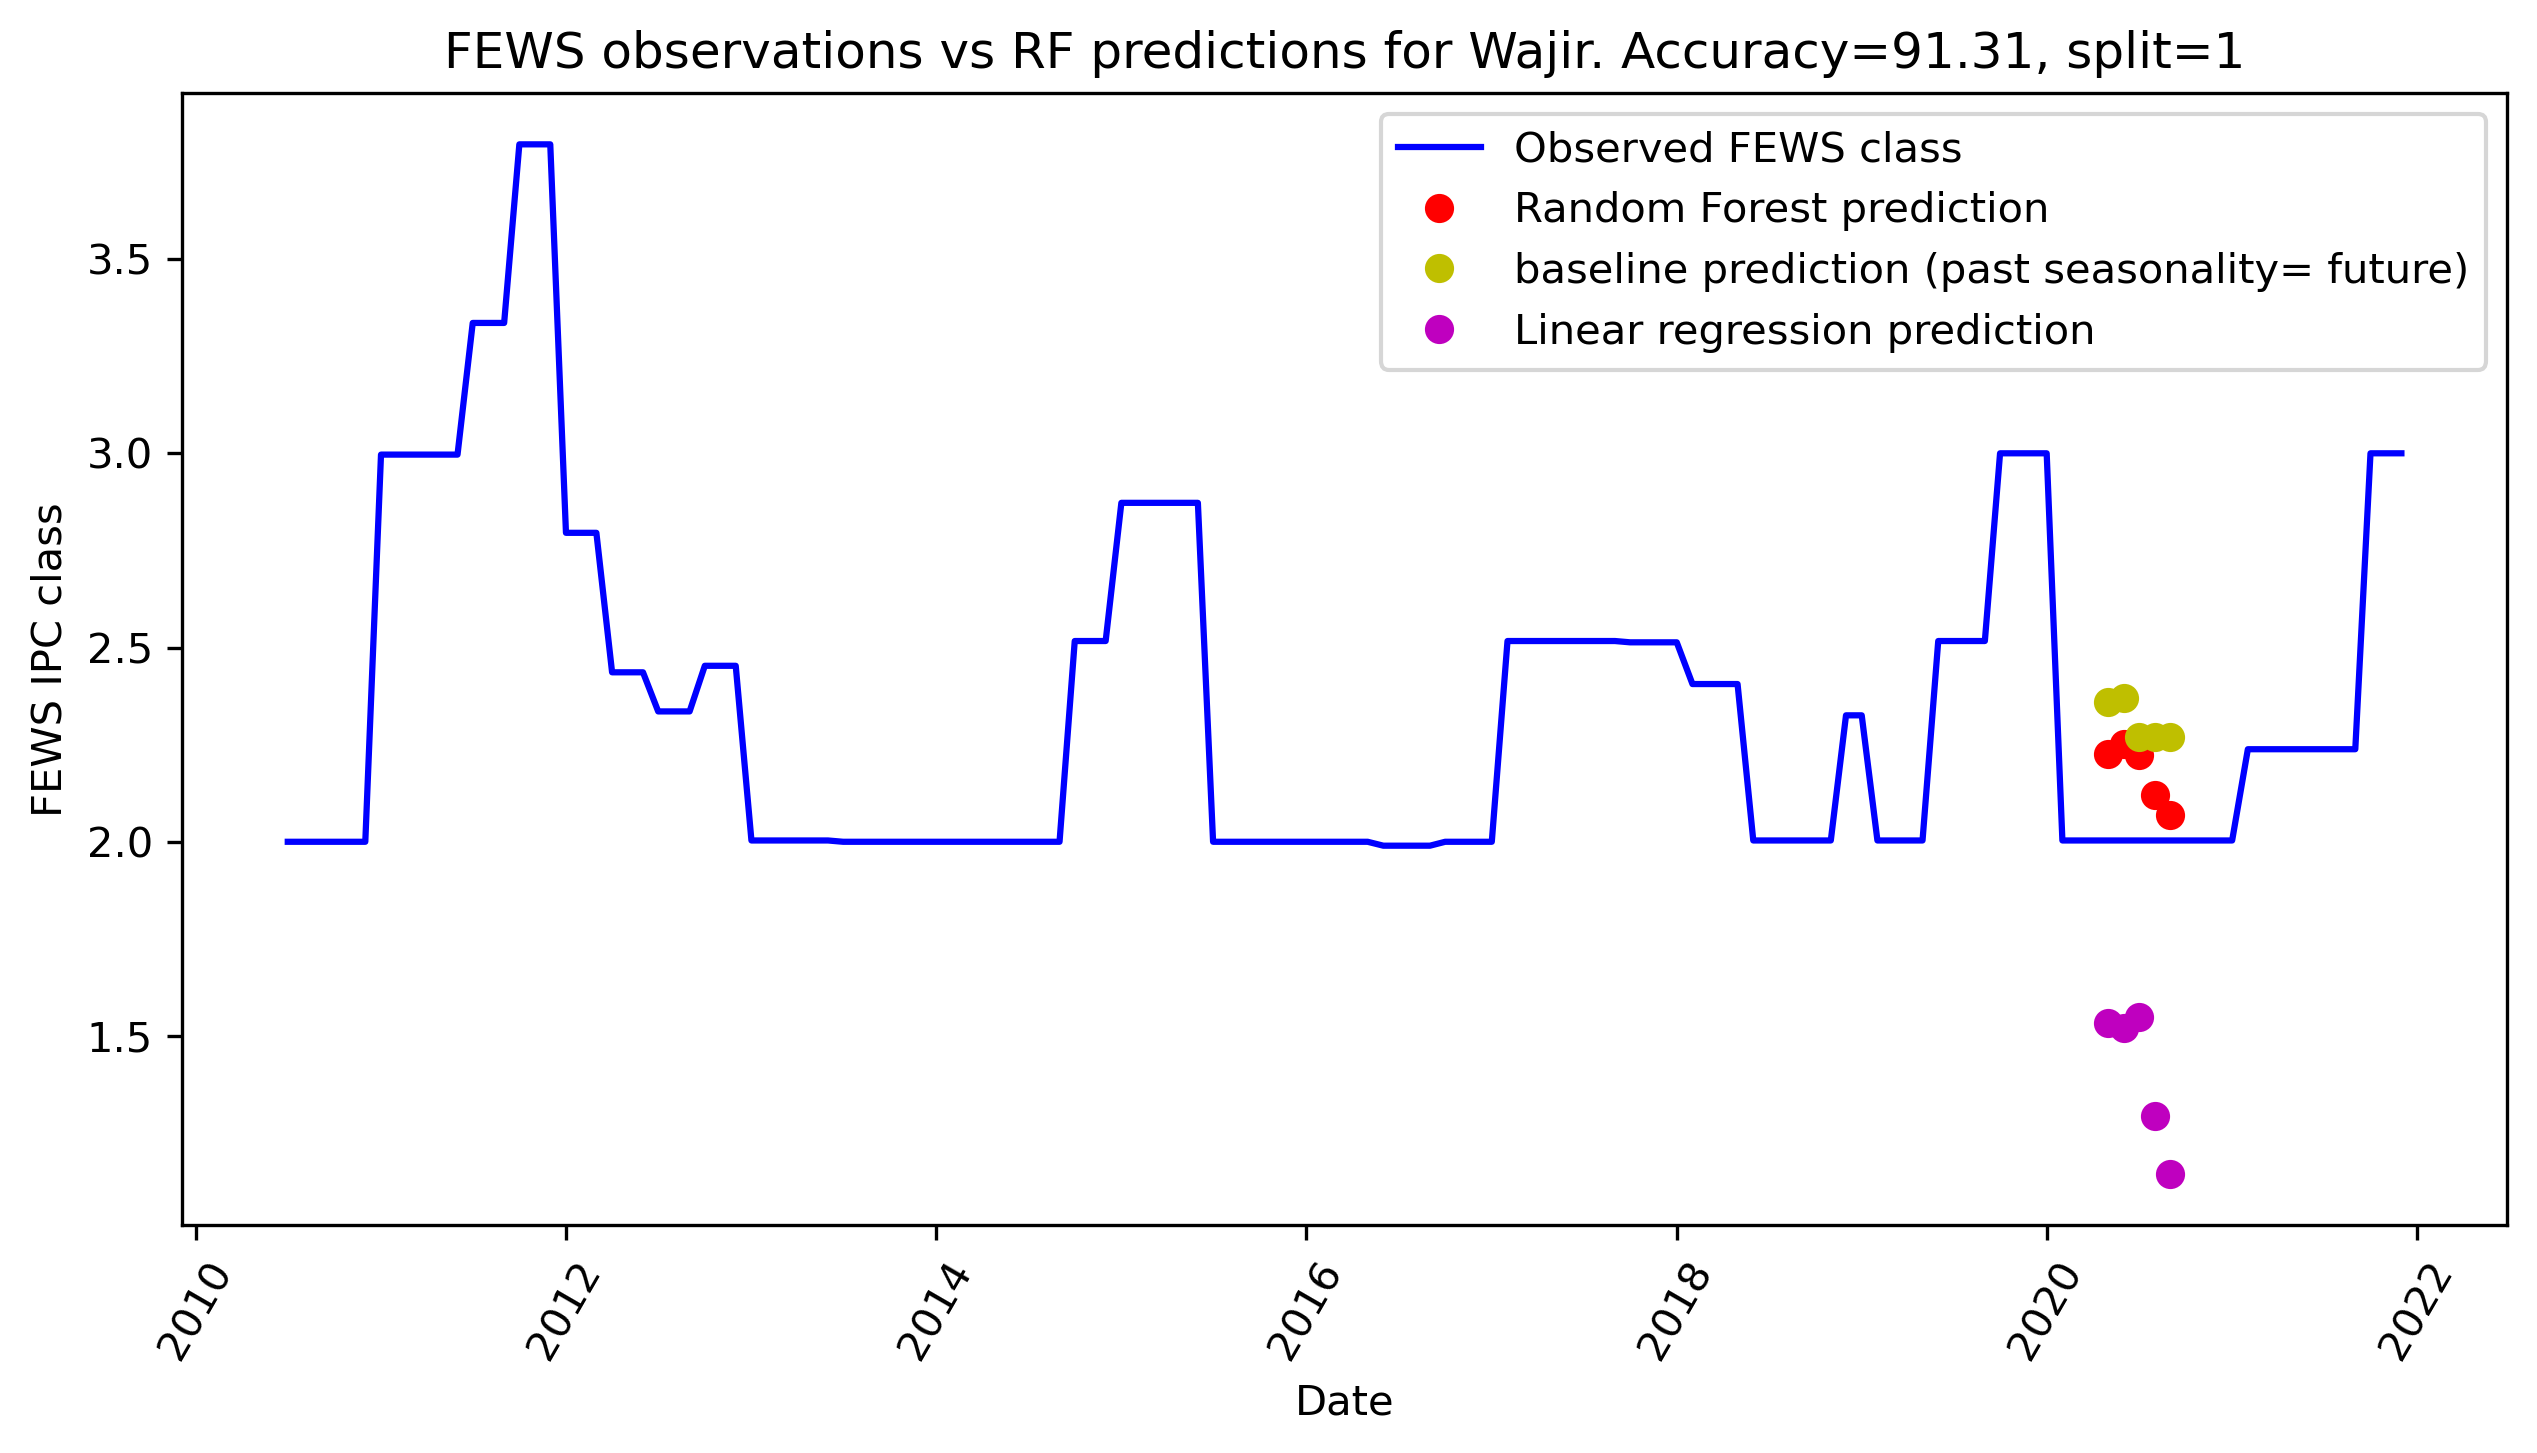 FEWS observations vs RF predictions for Wajir. Accuracy=91.31, split=1
Observed FEWS class
Random Forest prediction
baseline prediction (past seasonality= future)
Linear regression prediction
FEWS IPC class
3.5
3.0
2.5
2.0
1.5
2010
2012
2014
2016
2018
2020
2022
Date